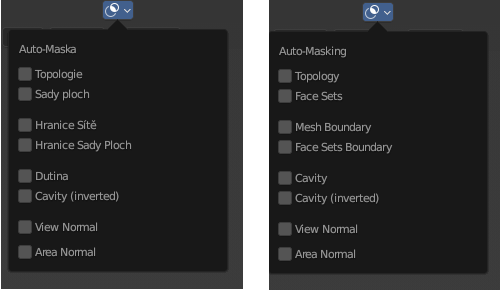 Auto-Maska
Topologie
Sady ploch
Hranice Sítě
Hranice Sady Ploch
Dutina
Cavity (inverted)
View Normal
Area Normal
Auto-Masking
Topology
Face Sets
Mesh Boundary
Face Sets Boundary
Cavity
Cavity (inverted)
View Normal
Area Normal